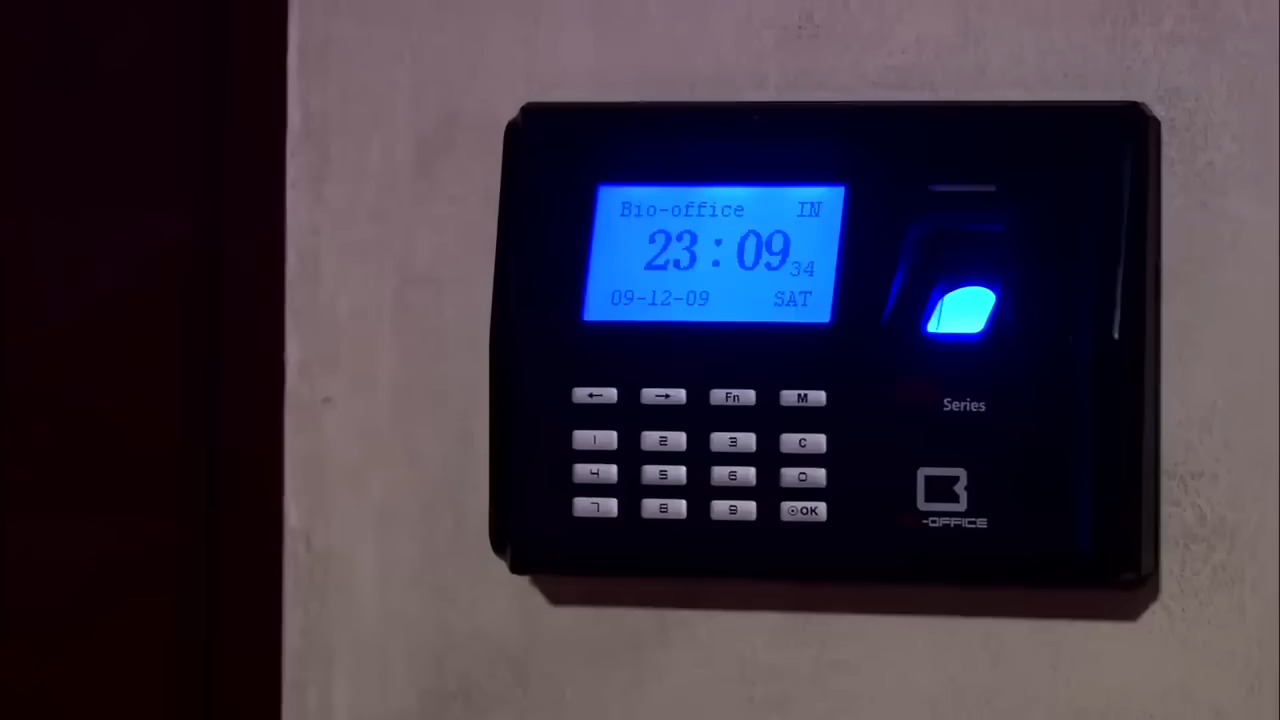 Bio-office IN
23:09 34
09-12-09 SAT
← → Fn M
1 2 3 C
4 5 6 0
7 8 9 ⊙OK
Series
-OFFICE